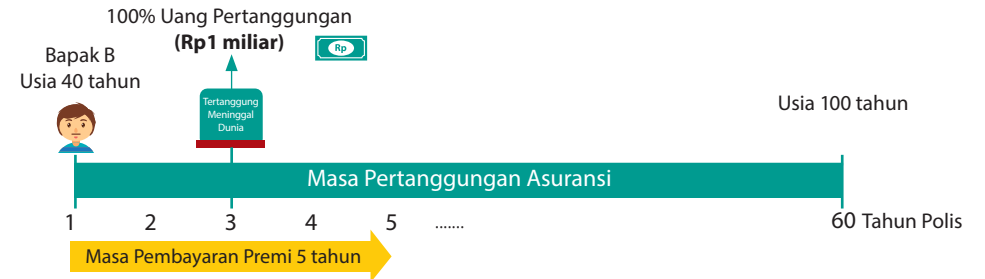 100% Uang Pertanggungan
(Rp1 miliar)
Rp
Bapak B
Usia 40 tahun
Tertanggung
Meninggal
Dunia
Usia 100 tahun
Masa Pertanggungan Asuransi
1 2 3 4 5 ....... 60 Tahun Polis
Masa Pembayaran Premi 5 tahun